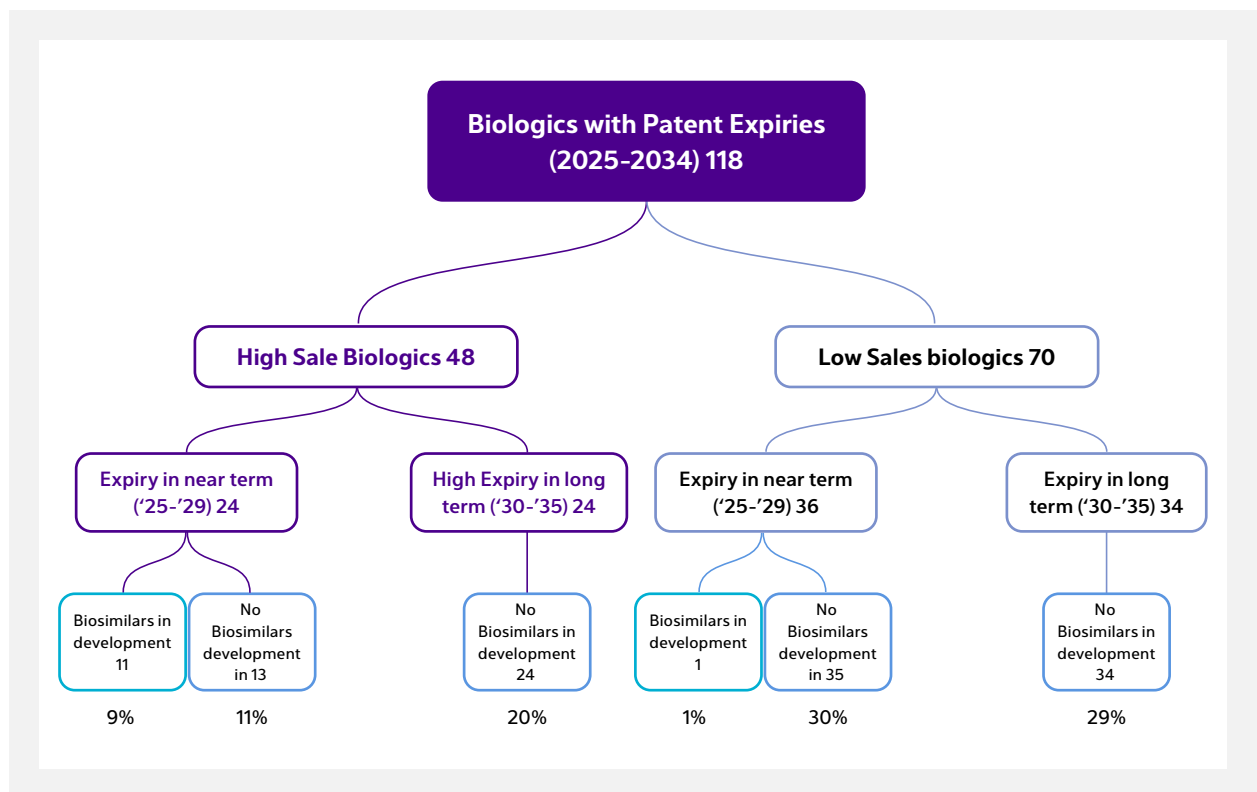 Biologics with Patent Expiries
(2025-2034) 118
High Sale Biologics 48
Low Sales biologics 70
Expiry in near term
(‘25-’29) 24
High Expiry in long
term (‘30-’35) 24
Expiry in near term
(‘25-’29) 36
Expiry in long
term (‘30-’35) 34
Biosimilars in
development
11
No
Biosimilars
development
in 13
No
Biosimilars in
development
24
Biosimilars in
development
1
No
Biosimilars
development
in 35
No
Biosimilars in
development
34
9%
11%
20%
1%
30%
29%